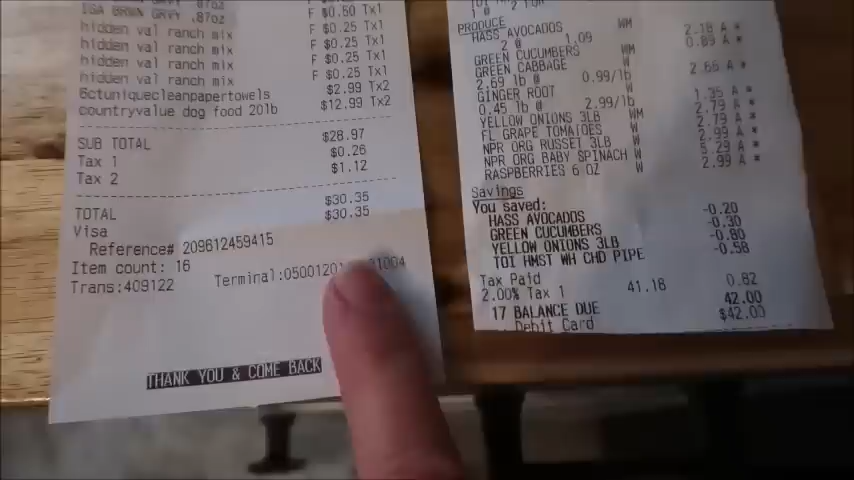 IGA BRWN GRVY .87oz
hidden val ranch mix F $0.50 Tx1
hidden val ranch mix F $0.25 Tx1
hidden val ranch mix F $0.25 Tx1
hidden val ranch mix F $0.25 Tx1
F $0.25 Tx1
6ctuniquecleanpapertowels $2.99 Tx2
countryvalue dog food 20lb $12.99 Tx2
SUB TOTAL $28.97
Tax 1 $0.26
Tax 2 $1.12
TOTAL $30.35
Visa $30.35
Reference# 209612459415
Item count: 16
Trans:409122 Terminal:05001201 1004
THANK YOU & COME BACK
PRODUCE
HASS AVOCADOS WM 2.18 A *
2 @ 1.09
GREEN CUCUMBERS WM 0.89 A *
GREEN CABBAGE W 2.66 A *
2.69 lb @ 0.99/lb
GINGER ROOT W 1.35 A *
0.45 lb @ 2.99/lb
YELLOW ONIONS 3LB WM 2.79 A *
FL GRAPE TOMATOES W 2.79 A *
NPR ORG RUSSET 3LB W 2.99 A *
NPR ORG BABY SPINACH W 5.29 A *
RASPBERRIES 6 OZ W 2.99 A *
Savings
You saved:
HASS AVOCADOS -0.20
GREEN CUCUMBERS -0.30
YELLOW ONIONS 3LB -0.80
TOI HMST WH CHD PIPE -0.58
Tax Paid 0.82
2.00% Tax 1 41.18
17 BALANCE DUE 42.00
Debit Card $42.00